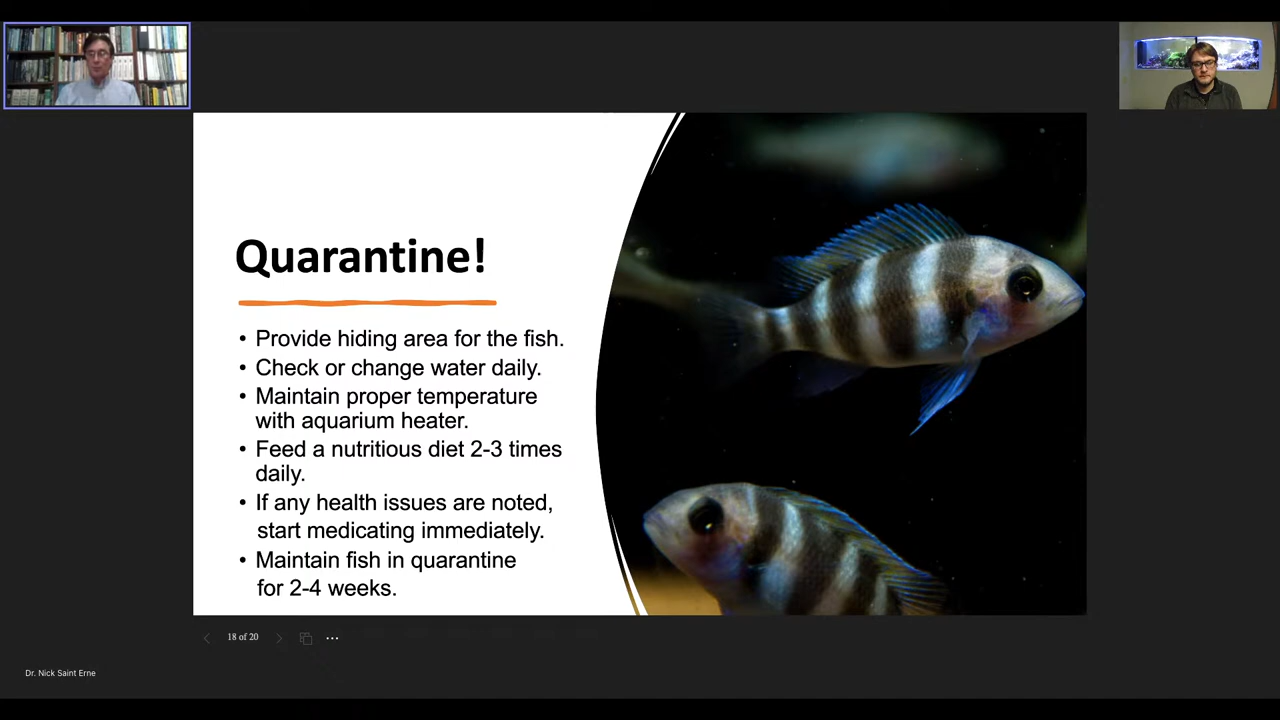 Quarantine!
• Provide hiding area for the fish.
• Check or change water daily.
• Maintain proper temperature
with aquarium heater.
• Feed a nutritious diet 2-3 times
daily.
• If any health issues are noted,
start medicating immediately.
• Maintain fish in quarantine
for 2-4 weeks.
18 of 20
Dr. Nick Saint Erne